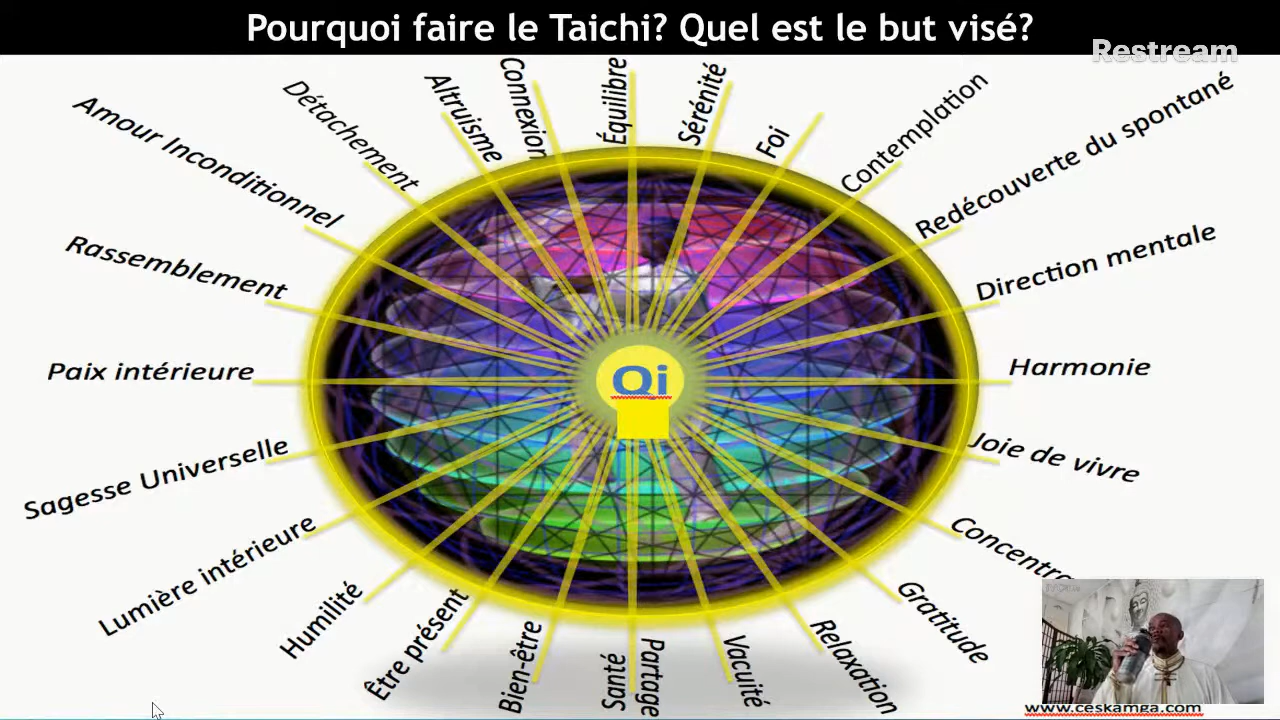 Pourquoi faire le Taichi? Quel est le but visé?
Restream
Amour Inconditionnel
Détachement
Altruisme
Connexion
Équilibre
Sérénité
Foi
Contemplation
Redécouverte du spontané
Direction mentale
Harmonie
Joie de vivre
Concentra
Gratitude
Relaxation
Vacuité
Partage
Santé
Bien-être
Être présent
Humilité
Lumière intérieure
Sagesse Universelle
Paix intérieure
Rassemblement
Qi
www.ceskamga.com